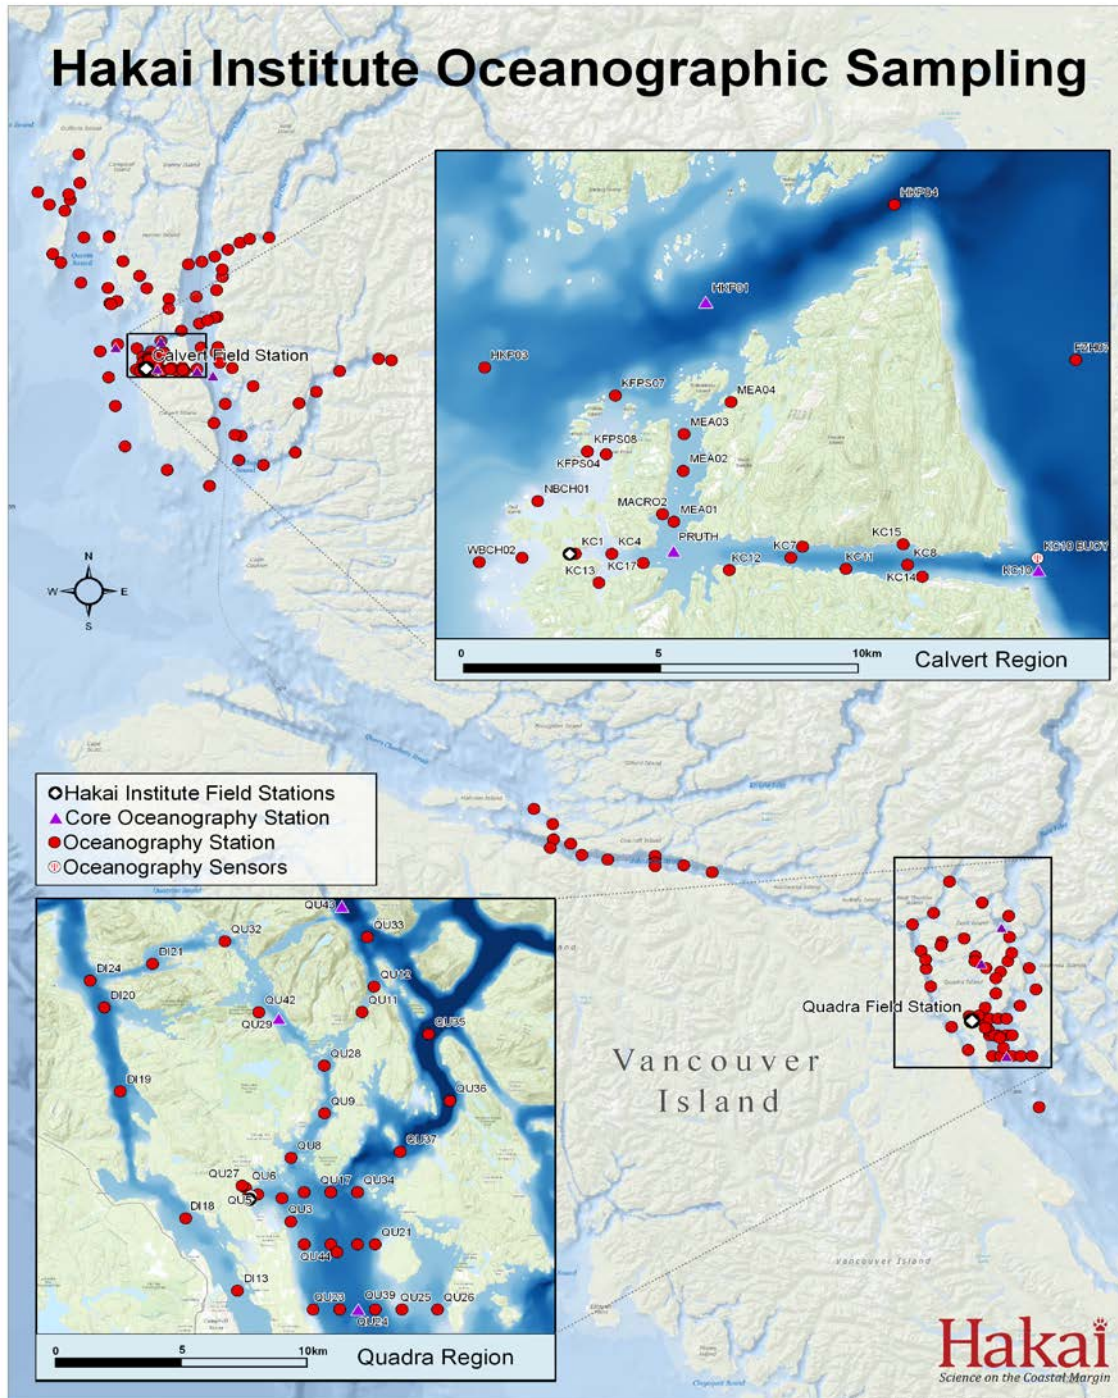 Hakai Institute Oceanographic Sampling
Calvert Field Station
HKP04
HKP01
HKP03
FZH01
KFPS07
MEA04
MEA03
KFPS08
KFPS04
MEA02
NBCH01
MACRO2
MEA01
PRUTH
WBCH02
KC1
KC4
KC13
KC17
KC12
KC7
KC11
KC15
KC8
KC14
KC10 BUOY
KC10
0 5 10km
Calvert Region
N
W E
S
Hakai Institute Field Stations
Core Oceanography Station
Oceanography Station
Oceanography Sensors
Quadra Field Station
Vancouver
Island
Vancouver Island
QU43
QU33
QU32
DI21
DI24
DI20
QU12
QU11
QU42
QU29
QU35
QU28
DI19
QU36
QU9
QU8
QU37
QU27
QU6
QU5
QU17
QU34
DI18
QU3
QU21
QU44
DI13
QU23
QU39
QU25
QU26
QU24
0 5 10km
Quadra Region
Hakai
Science on the Coastal Margin